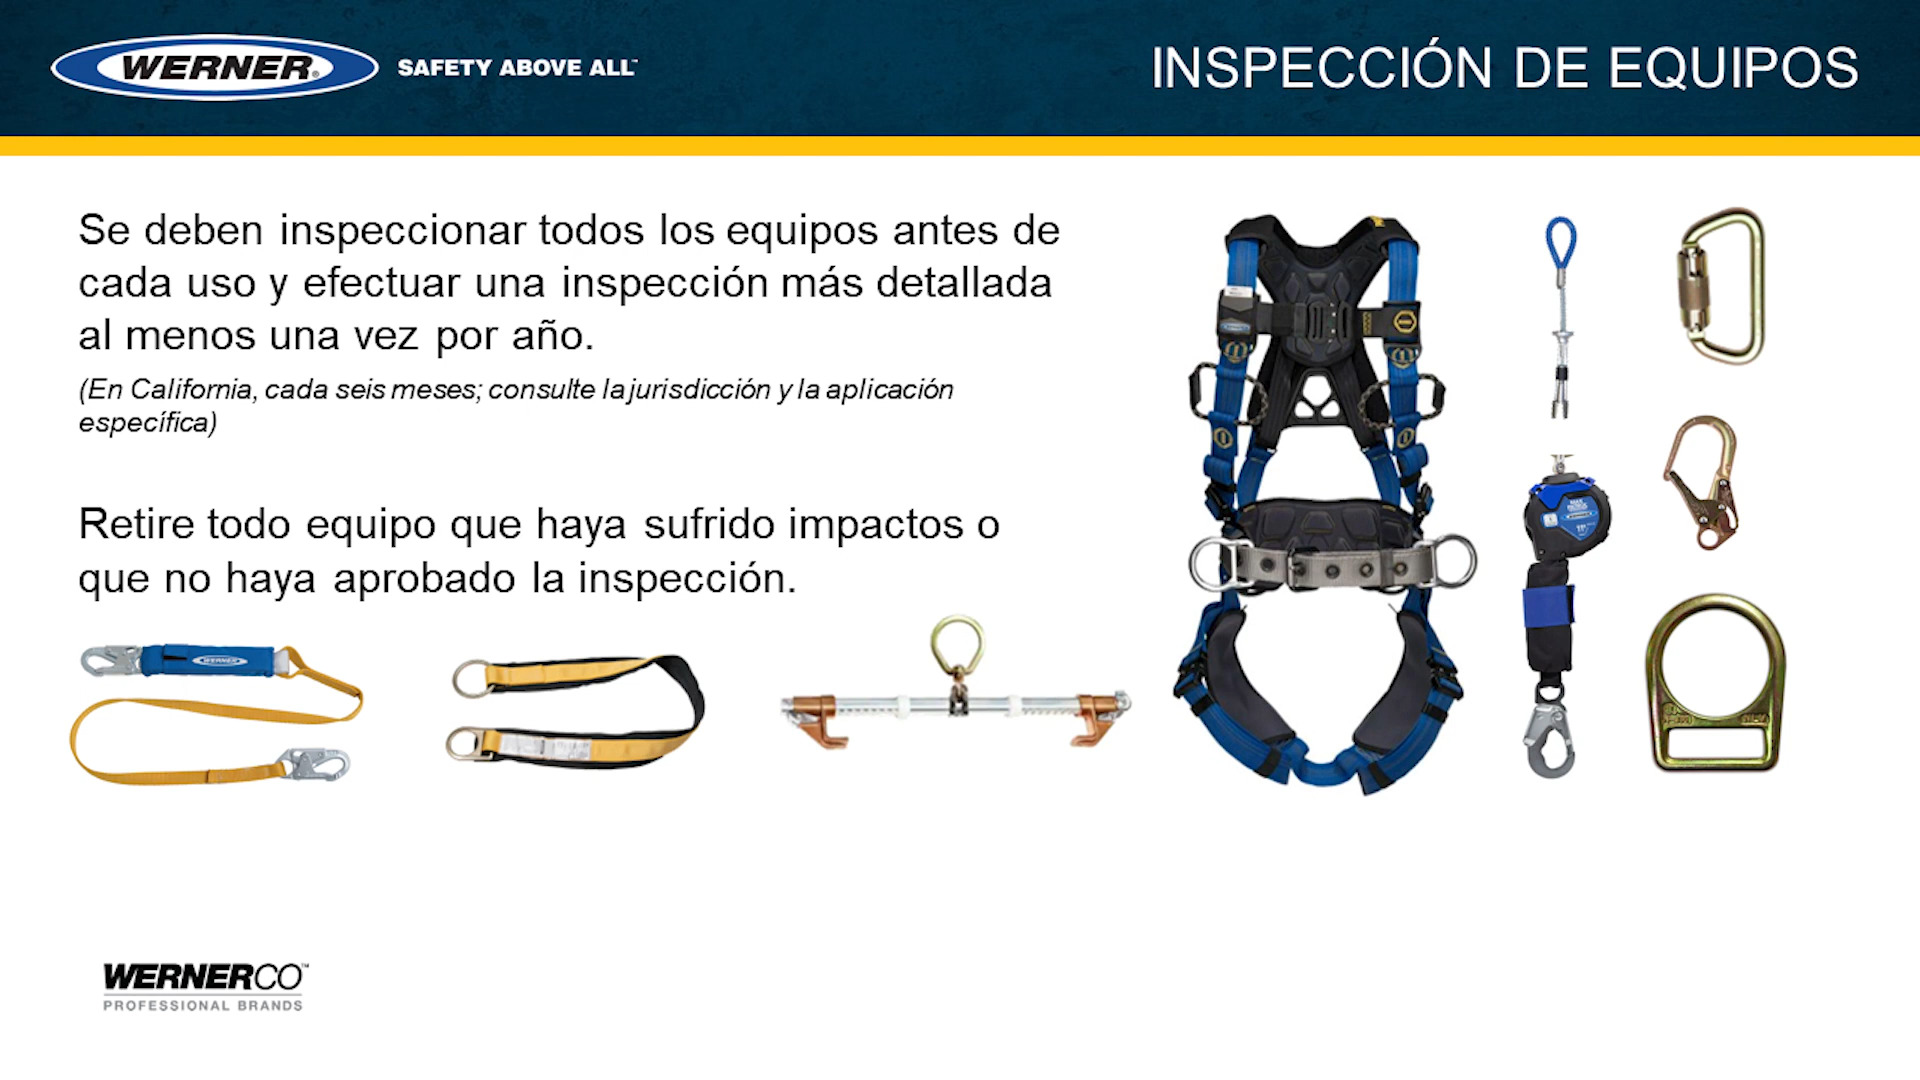 WERNER®
SAFETY ABOVE ALL™
INSPECCIÓN DE EQUIPOS
Se deben inspeccionar todos los equipos antes de
cada uso y efectuar una inspección más detallada
al menos una vez por año.
(En California, cada seis meses; consulte la jurisdicción y la aplicación
específica)
Retire todo equipo que haya sufrido impactos o
que no haya aprobado la inspección.
WERNER
WERNERCO™
PROFESSIONAL BRANDS